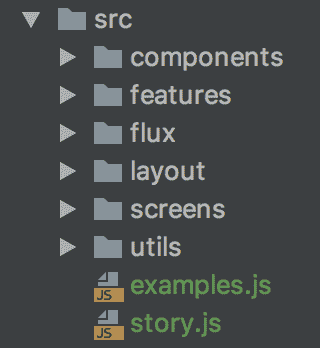 src
components
features
flux
layout
screens
utils
JS examples.js
JS story.js